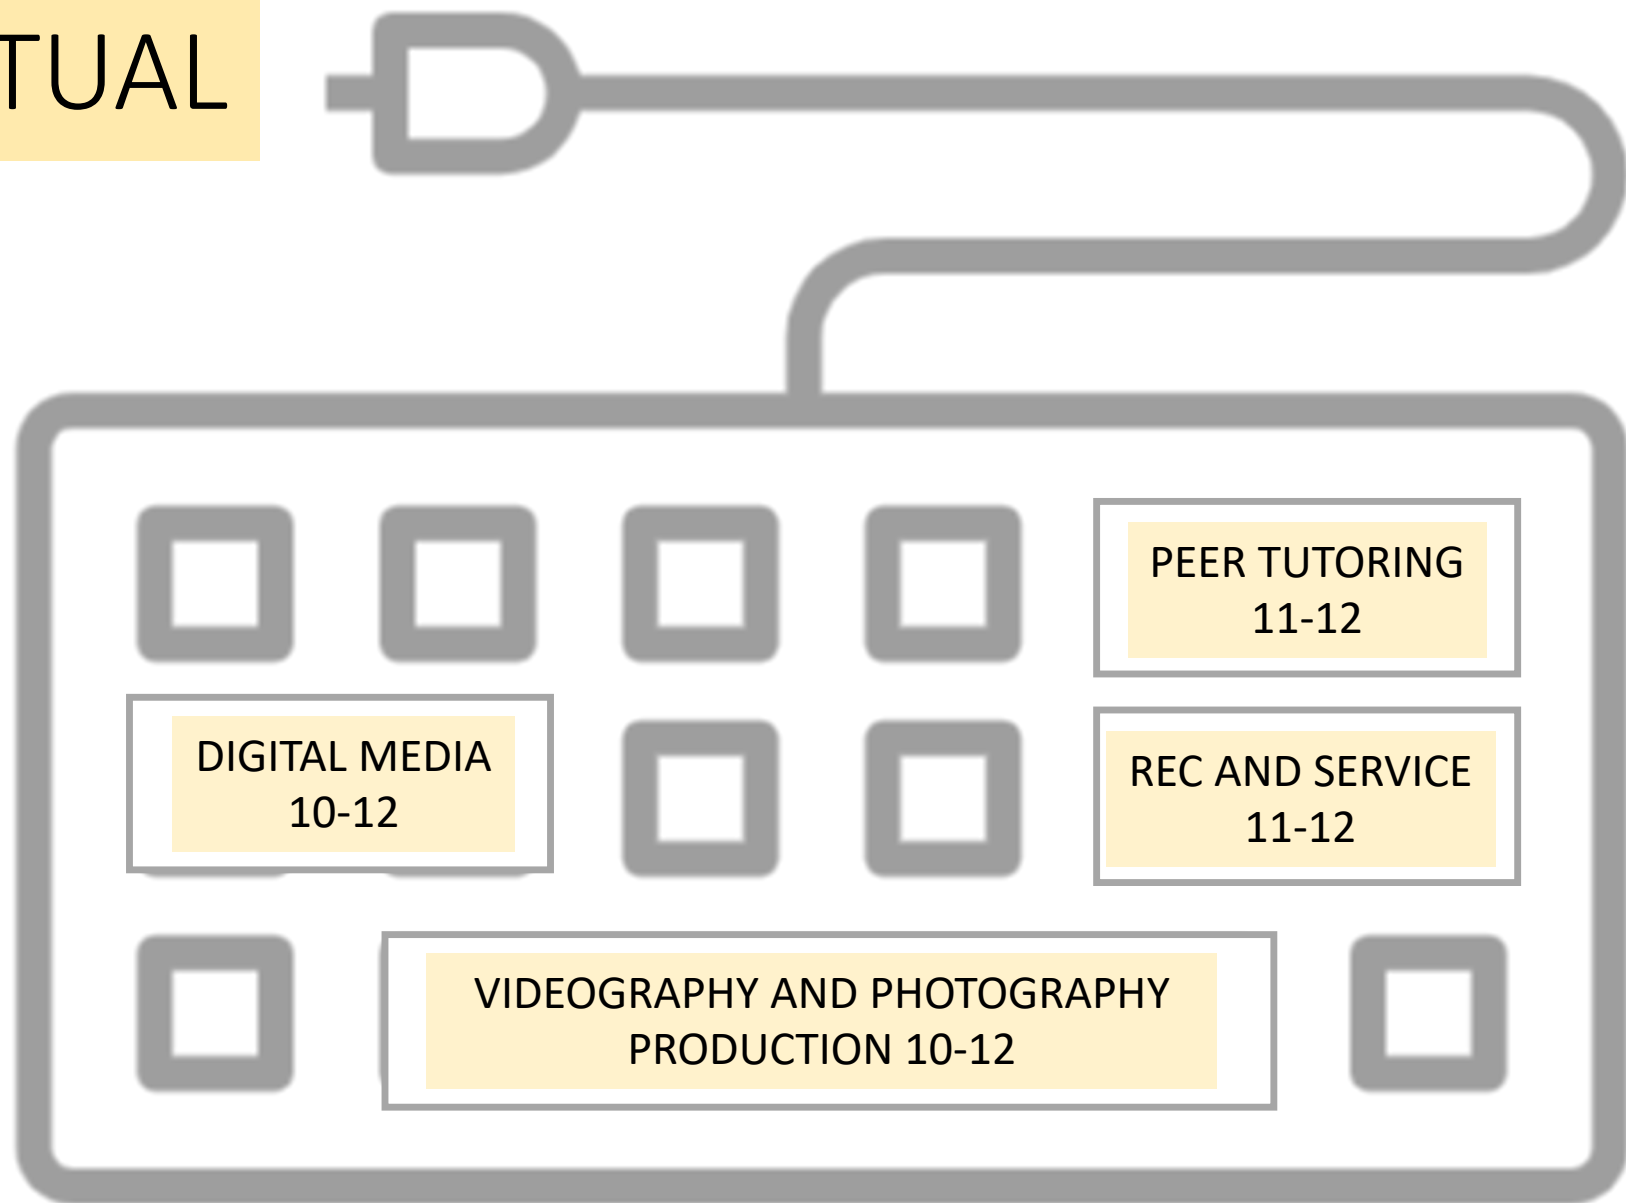 TUAL
PEER TUTORING
11-12
DIGITAL MEDIA
10-12
REC AND SERVICE
11-12
VIDEOGRAPHY AND PHOTOGRAPHY
PRODUCTION 10-12